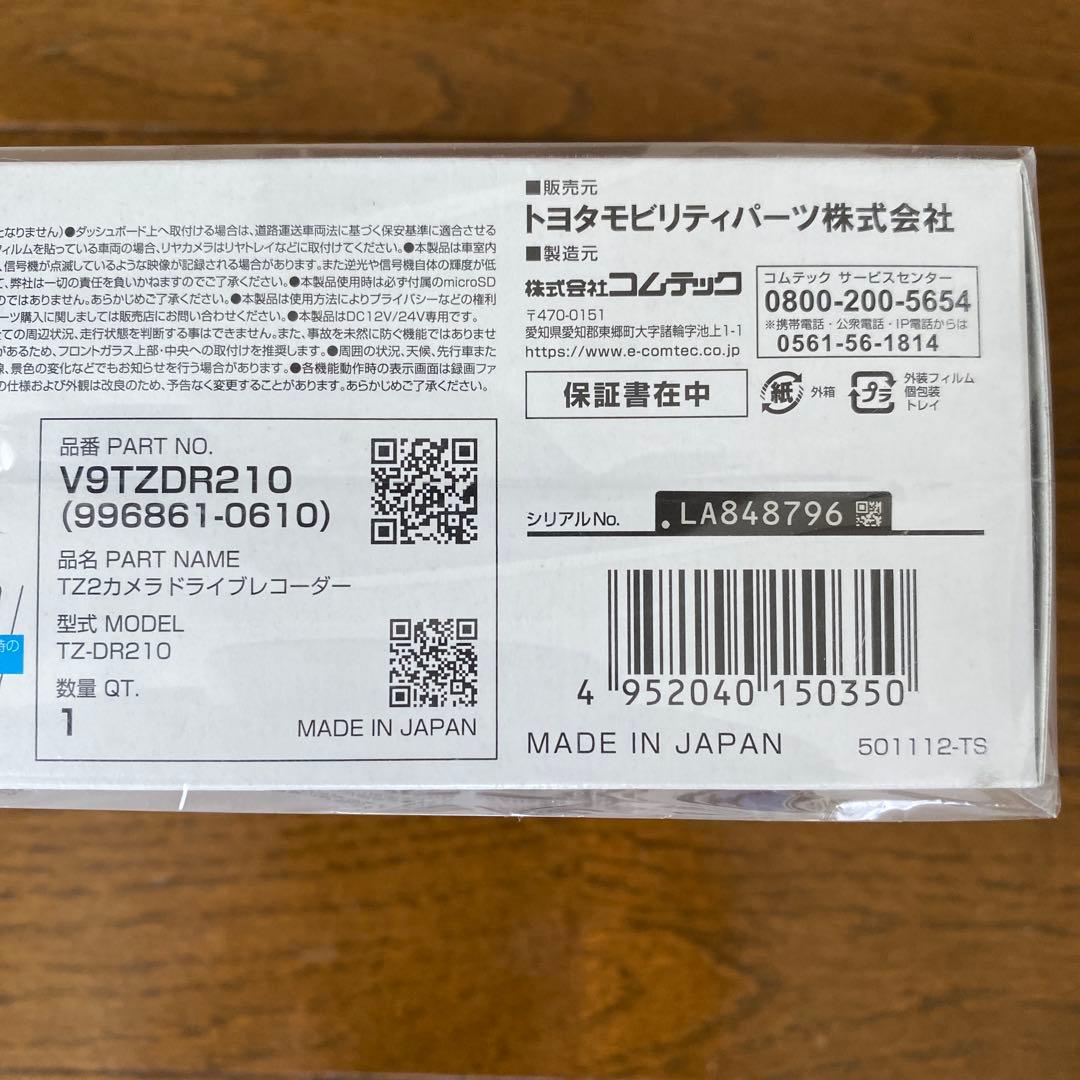 となりません)●ダッシュボード上へ取付ける場合は、道路運送車両法に基づく保安基準に適合させる
フィルムを貼っている車両の場合、リヤカメラはリヤトレイなどに取付けてください。●本製品は車室内
信号機が点滅しているような映像が記録される場合があります。また逆光や信号機自体の輝度が低
て、弊社は一切の責任を負いかねますのでご了承ください。●本製品使用時は必ず付属のmicroSD
のではありません。あらかじめご了承ください。●本製品は使用方法によりプライバシーなどの権利
ーツ購入に関しましては販売店にお問い合わせください。●本製品はDC12V/24V専用です。
全ての周辺状況、走行状態を判断する事はできません。また、事故を未然に防ぐ機能ではありませ
があるため、フロントガラス上部・中央への取付けを推奨します。●周囲の状況、天候、先行車また
線、景色の変化などでもお知らせを行う場合があります。●各機能動作時の表示画面は録画ファ
の仕様および外観は改良のため、予告なく変更することがあります。あらかじめご了承ください。
時の
品番 PART NO.
V9TZDR210
(996861-0610)
品名 PART NAME
TZ2カメラドライブレコーダー
型式 MODEL
TZ-DR210
数量 QT.
1
MADE IN JAPAN
■販売元
トヨタモビリティパーツ株式会社
■製造元
株式会社コムテック
〒470-0151
愛知県愛知郡東郷町大字諸輪字池上1-1
https://www.e-comtec.co.jp
コムテック サービスセンター
0800-200-5654
※携帯電話・公衆電話・IP電話からは
0561-56-1814
保証書在中
紙 外箱
プラ 外装フィルム
個包装
トレイ
シリアルNo. .LA848796
4 952040 150350
MADE IN JAPAN 501112-TS